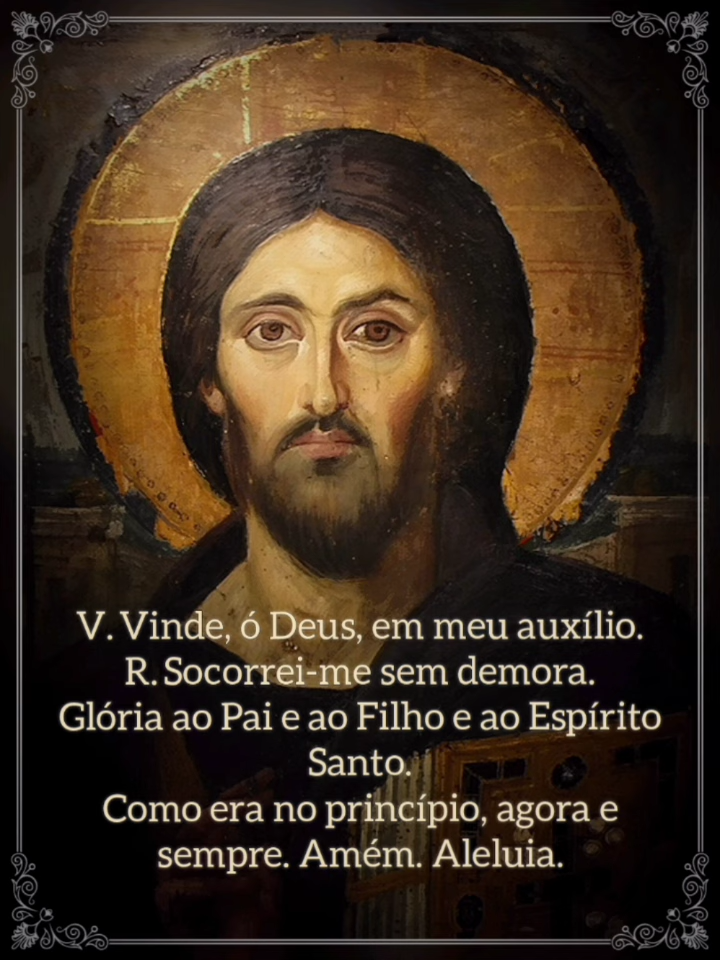 V. Vinde, ó Deus, em meu auxílio.
R. Socorrei-me sem demora.
Glória ao Pai e ao Filho e ao Espírito
Santo.
Como era no princípio, agora e
sempre. Amém. Aleluia.